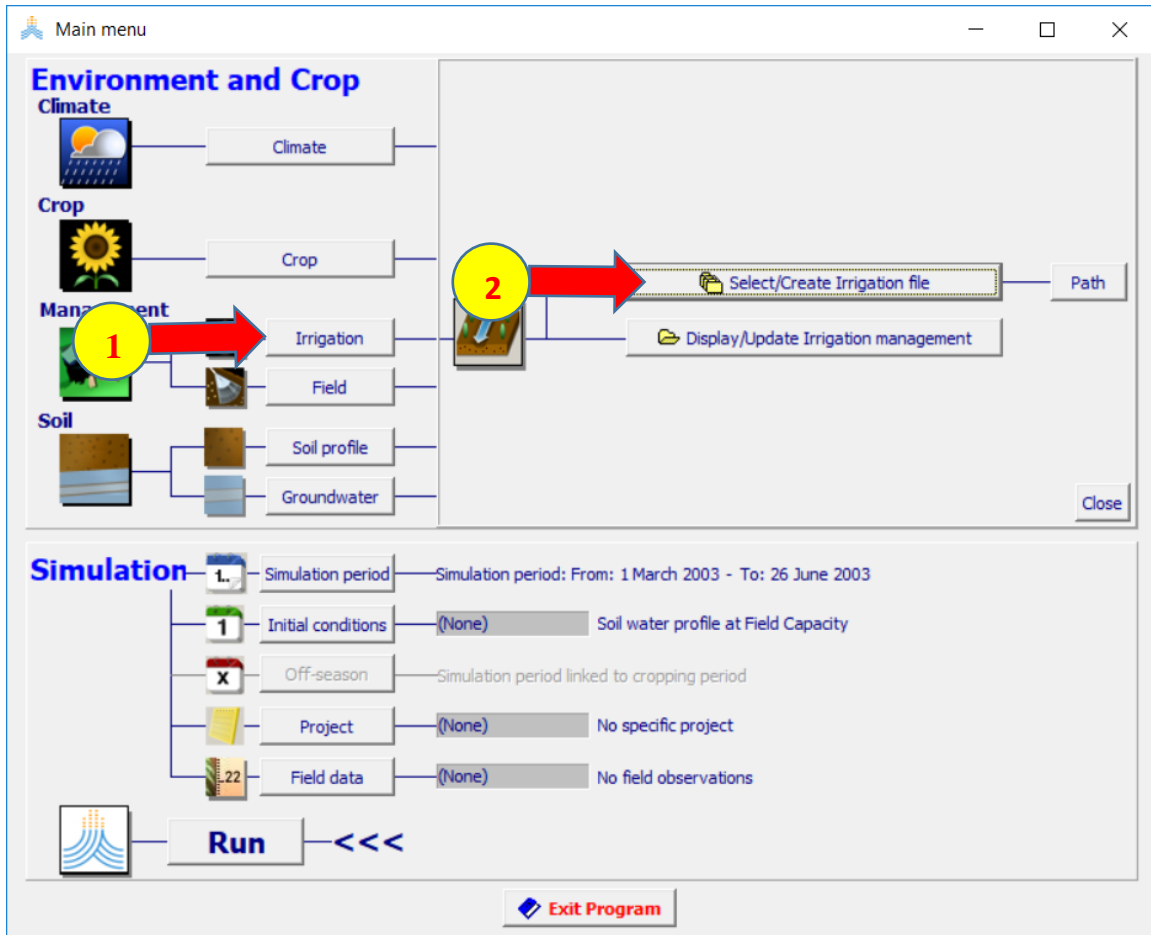 Main menu
Environment and Crop
Climate
Climate
Crop
Crop
2
Select/Create Irrigation file
Path
Management
1
Irrigation
Display/Update Irrigation management
Field
Soil
Soil profile
Groundwater
Close
Simulation
1..
Simulation period
Simulation period: From: 1 March 2003 - To: 26 June 2003
1
Initial conditions
(None)
Soil water profile at Field Capacity
X
Off-season
Simulation period linked to cropping period
Project
(None)
No specific project
..22
Field data
(None)
No field observations
Run
<<<
Exit Program